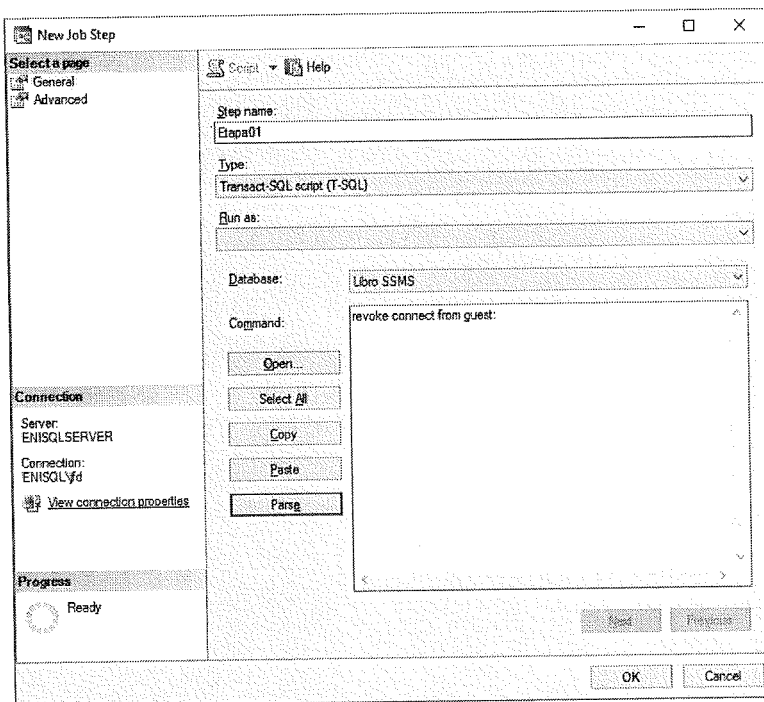 New Job Step
Select a page
General
Advanced
Script
Help
Step name:
Etapa01
Type:
Transact-SQL script (T-SQL)
Run as:
Database:
Libro SSMS
Command:
revoke connect from guest:
Open...
Select All
Copy
Paste
Parse
Connection
Server:
ENISQLSERVER
Connection:
ENISQL\fd
View connection properties
Progress
Ready
Next
Previous
OK
Cancel